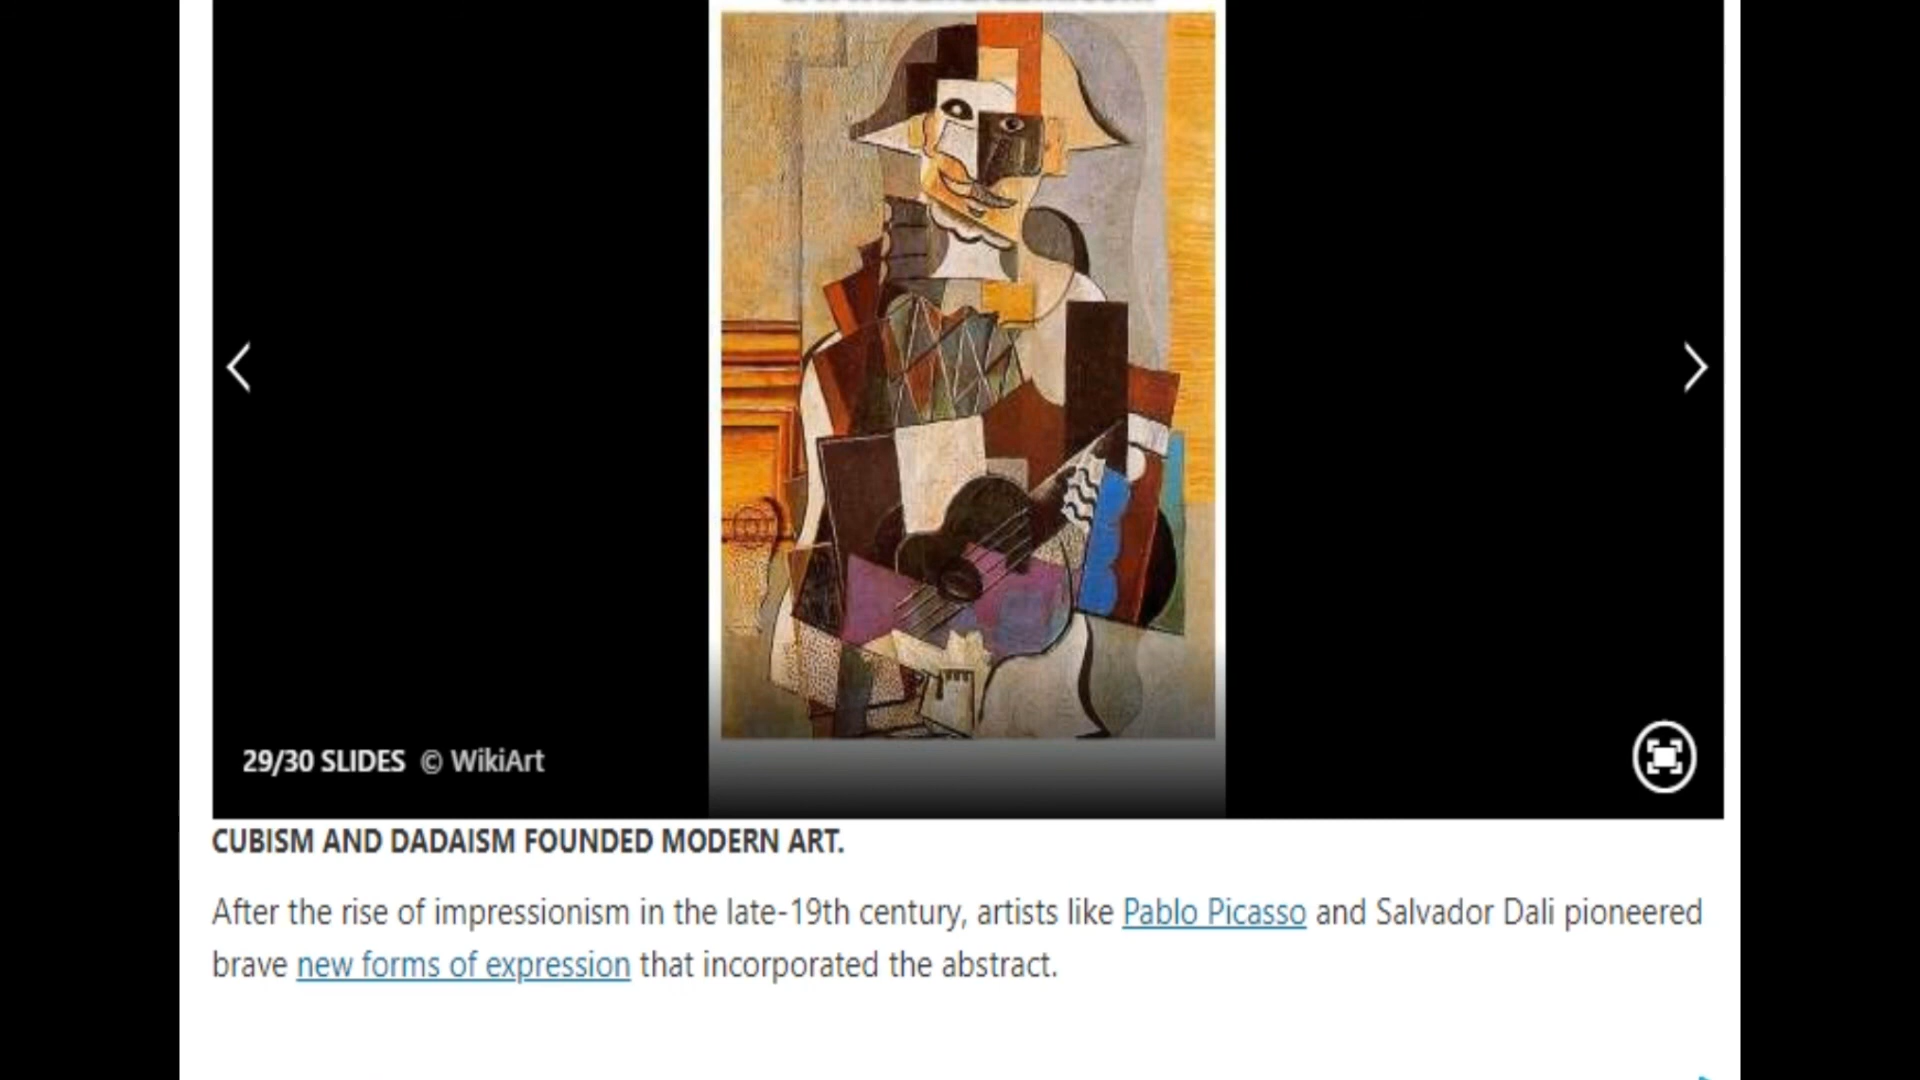 29/30 SLIDES © WikiArt
CUBISM AND DADAISM FOUNDED MODERN ART.
After the rise of impressionism in the late-19th century, artists like Pablo Picasso and Salvador Dali pioneered
brave new forms of expression that incorporated the abstract.